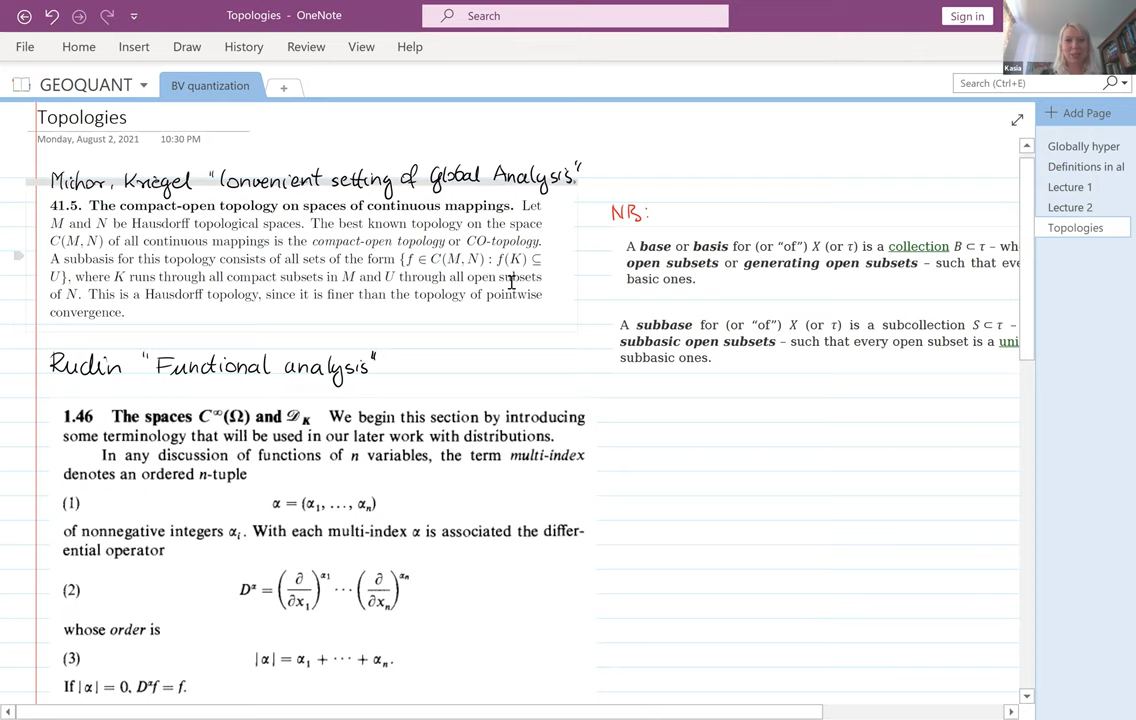 Topologies - OneNote
Search
Sign in
Kasia
File Home Insert Draw History Review View Help
GEOQUANT
BV quantization
+
Search (Ctrl+E)
Add Page
Globally hyper
Definitions in al
Lecture 1
Lecture 2
Topologies
Topologies
Monday, August 2, 2021 10:30 PM
Michor, Kriegel "Convenient setting of Global Analysis"
41.5. The compact-open topology on spaces of continuous mappings. Let
M and N be Hausdorff topological spaces. The best known topology on the space
C(M, N) of all continuous mappings is the compact-open topology or CO-topology.
A subbasis for this topology consists of all sets of the form {f ∈ C(M, N) : f(K) ⊆
U}, where K runs through all compact subsets in M and U through all open subsets
of N. This is a Hausdorff topology, since it is finer than the topology of pointwise
convergence.
NB:
A base or basis for (or “of”) X (or τ) is a collection B ⊂ τ – wh
open subsets or generating open subsets – such that eve
basic ones.
A subbase for (or “of”) X (or τ) is a subcollection S ⊂ τ –
subbasic open subsets – such that every open subset is a uni
subbasic ones.
Rudin "Functional analysis"
1.46 The spaces C∞(Ω) and 𝒟K We begin this section by introducing
some terminology that will be used in our later work with distributions.
In any discussion of functions of n variables, the term multi-index
denotes an ordered n-tuple
(1) α = (α1, ..., αn)
of nonnegative integers αi. With each multi-index α is associated the differ-
ential operator
(2) Dα = (∂/∂x1)α1 ··· (∂/∂xn)αn
whose order is
(3) |α| = α1 + ··· + αn.
If |α| = 0, Dαf = f.